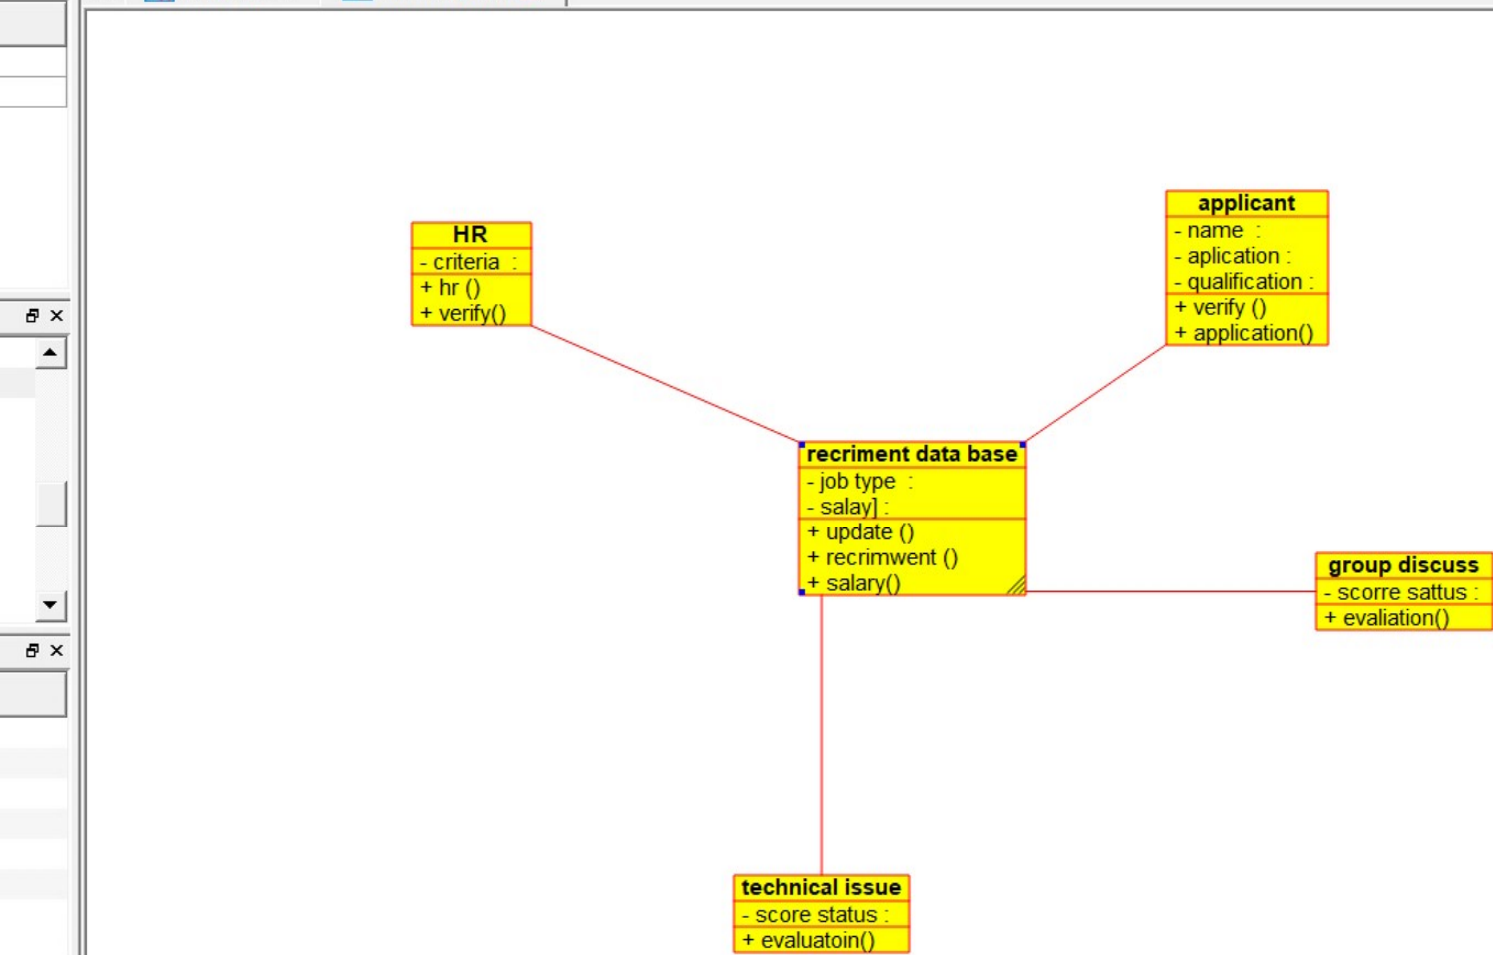 HR
- criteria :
+ hr ()
+ verify()
applicant
- name :
- aplication :
- qualification :
+ verify ()
+ application()
recriment data base
- job type :
- salay] :
+ update ()
+ recrimwent ()
+ salary()
group discuss
- scorre sattus :
+ evaliation()
technical issue
- score status :
+ evaluatoin()